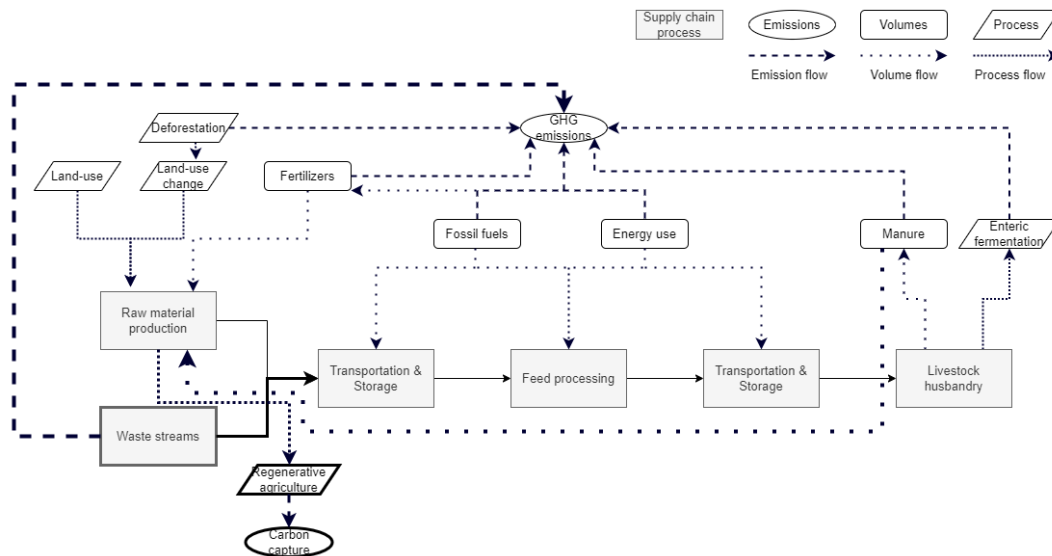 Supply chain
process
Emissions
Volumes
Process
Emission flow
Volume flow
Process flow
Deforestation
GHG
emissions
Land-use
Land-use
change
Fertilizers
Fossil fuels
Energy use
Manure
Enteric
fermentation
Raw material
production
Transportation &
Storage
Feed processing
Transportation &
Storage
Livestock
husbandry
Waste streams
Regenerative
agriculture
Carbon
capture